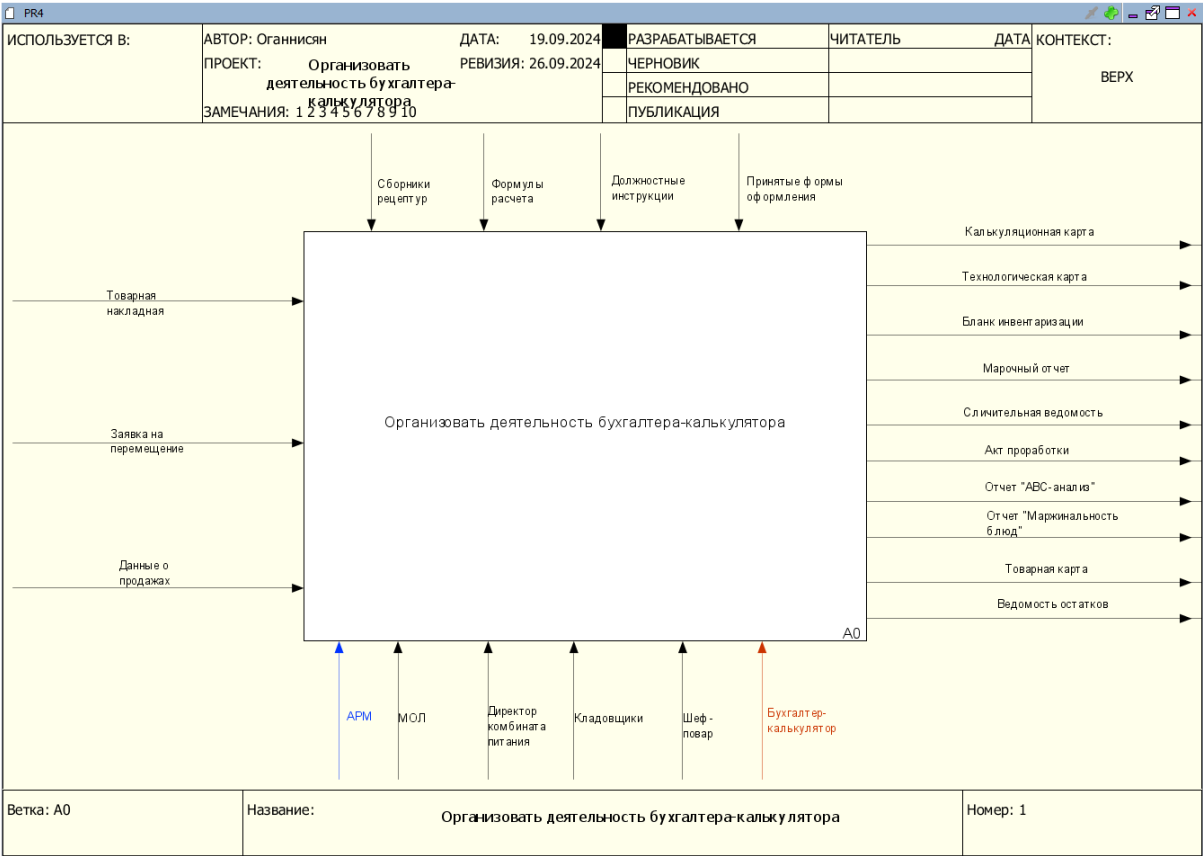 PR4
ИСПОЛЬЗУЕТСЯ В:
АВТОР: Оганнисян
ДАТА: 19.09.2024
РАЗРАБАТЫВАЕТСЯ
ЧИТАТЕЛЬ
ДАТА
КОНТЕКСТ:
ПРОЕКТ:
Организовать
деятельность бухгалтера-
калькулятора
РЕВИЗИЯ: 26.09.2024
ЧЕРНОВИК
ВЕРХ
РЕКОМЕНДОВАНО
ЗАМЕЧАНИЯ: 1 2 3 4 5 6 7 8 9 10
ПУБЛИКАЦИЯ
Сборники
рецептур
Формулы
расчета
Должностные
инструкции
Принятые формы
оформления
Товарная
накладная
Заявка на
перемещение
Данные о
продажах
Организовать деятельность бухгалтера-калькулятора
A0
Калькуляционная карта
Технологическая карта
Бланк инвентаризации
Марочный отчет
Сличительная ведомость
Акт проработки
Отчет "ABC-анализ"
Отчет "Маржинальность
блюд"
Товарная карта
Ведомость остатков
АРМ
МОЛ
Директор
комбината
питания
Кладовщики
Шеф-
повар
Бухгалтер-
калькулятор
Ветка: A0
Название:
Организовать деятельность бухгалтера-калькулятора
Номер: 1